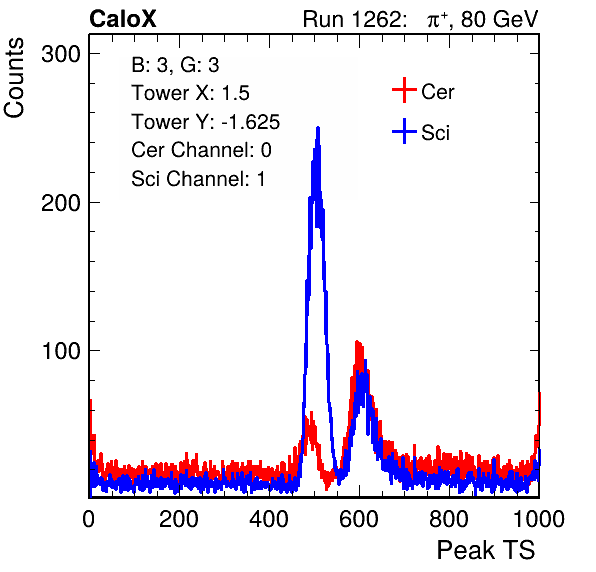 CaloX Run 1262: π⁺, 80 GeV
Counts
300
200
100
B: 3, G: 3
Tower X: 1.5
Tower Y: -1.625
Cer Channel: 0
Sci Channel: 1
Cer
Sci
0 200 400 600 800 1000
Peak TS